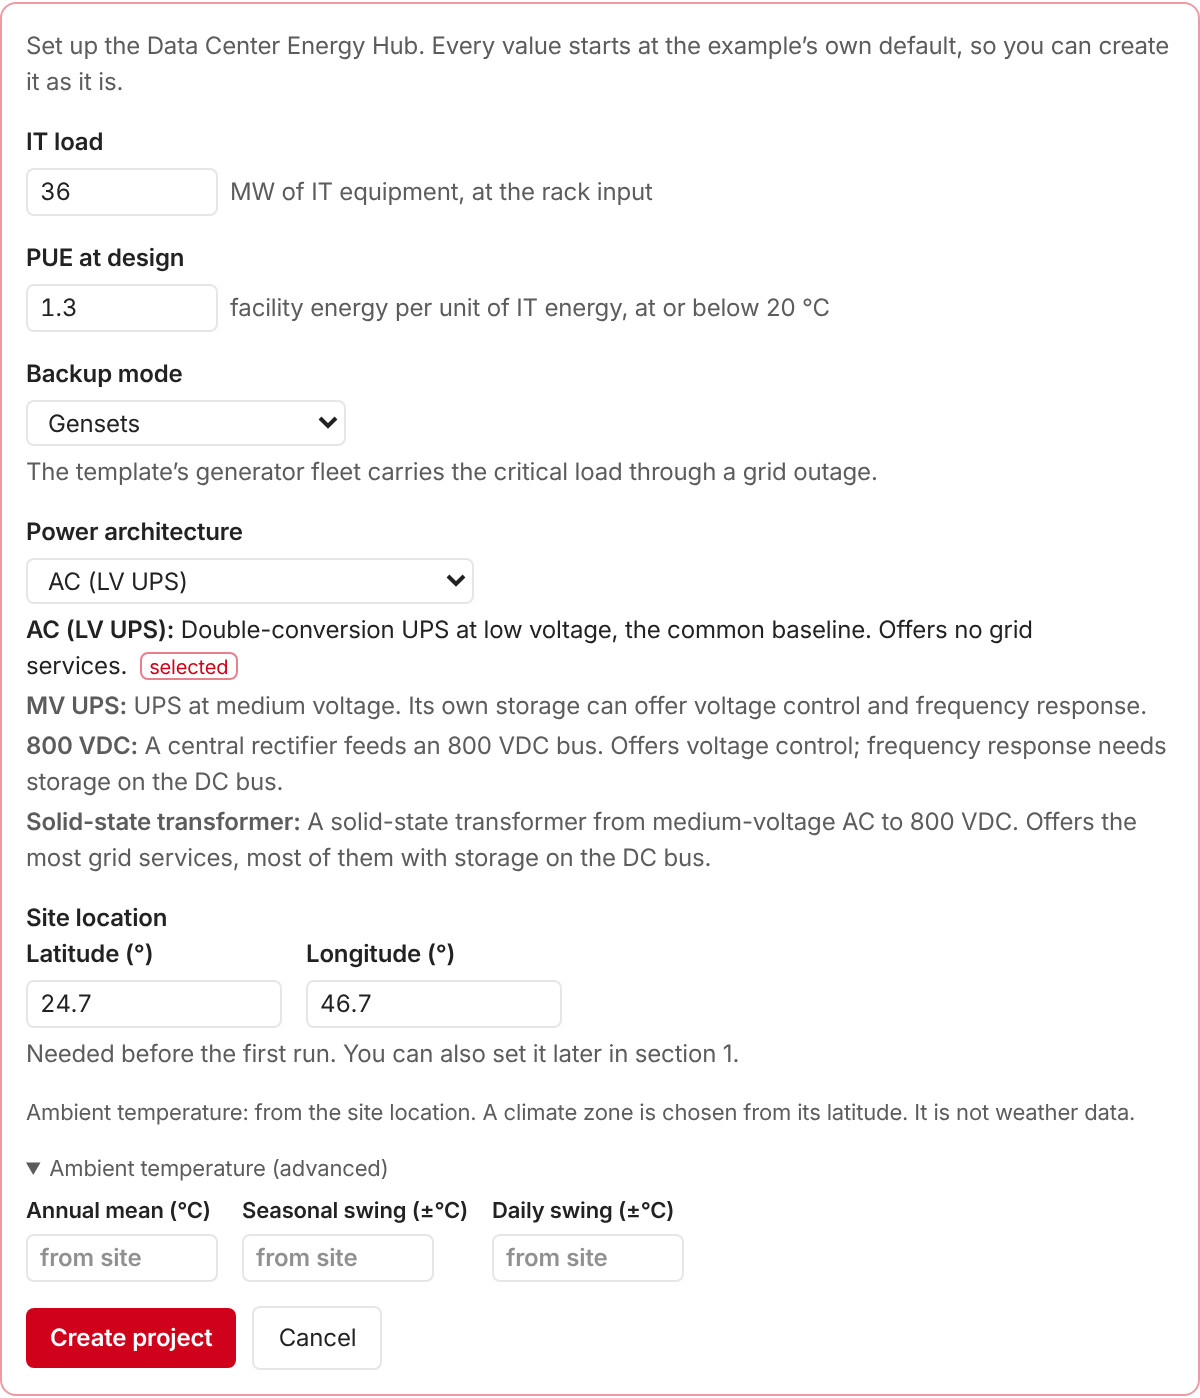 Set up the Data Center Energy Hub. Every value starts at the example’s own default, so you can create
it as it is.
IT load
36 MW of IT equipment, at the rack input
PUE at design
1.3 facility energy per unit of IT energy, at or below 20 °C
Backup mode
Gensets
The template’s generator fleet carries the critical load through a grid outage.
Power architecture
AC (LV UPS)
AC (LV UPS): Double-conversion UPS at low voltage, the common baseline. Offers no grid
services. selected
MV UPS: UPS at medium voltage. Its own storage can offer voltage control and frequency response.
800 VDC: A central rectifier feeds an 800 VDC bus. Offers voltage control; frequency response needs
storage on the DC bus.
Solid-state transformer: A solid-state transformer from medium-voltage AC to 800 VDC. Offers the
most grid services, most of them with storage on the DC bus.
Site location
Latitude (°) Longitude (°)
24.7 46.7
Needed before the first run. You can also set it later in section 1.
Ambient temperature: from the site location. A climate zone is chosen from its latitude. It is not weather data.
▼ Ambient temperature (advanced)
Annual mean (°C) Seasonal swing (±°C) Daily swing (±°C)
from site from site from site
Create project Cancel